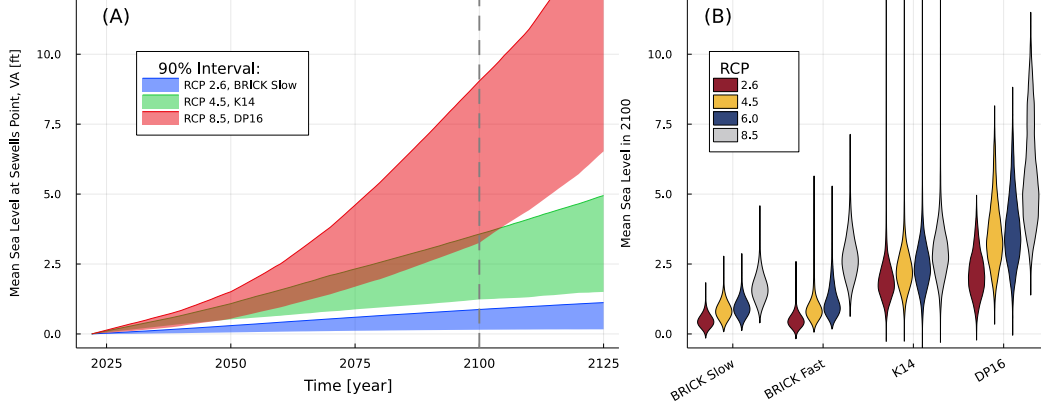 (A)
Mean Sea Level at Sewells Point, VA [ft]
10.0
7.5
5.0
2.5
0.0
90% Interval:
RCP 2.6, BRICK Slow
RCP 4.5, K14
RCP 8.5, DP16
2025
2050
2075
2100
2125
Time [year]
(B)
Mean Sea Level in 2100
10.0
7.5
5.0
2.5
0.0
RCP
2.6
4.5
6.0
8.5
BRICK Slow
BRICK Fast
K14
DP16